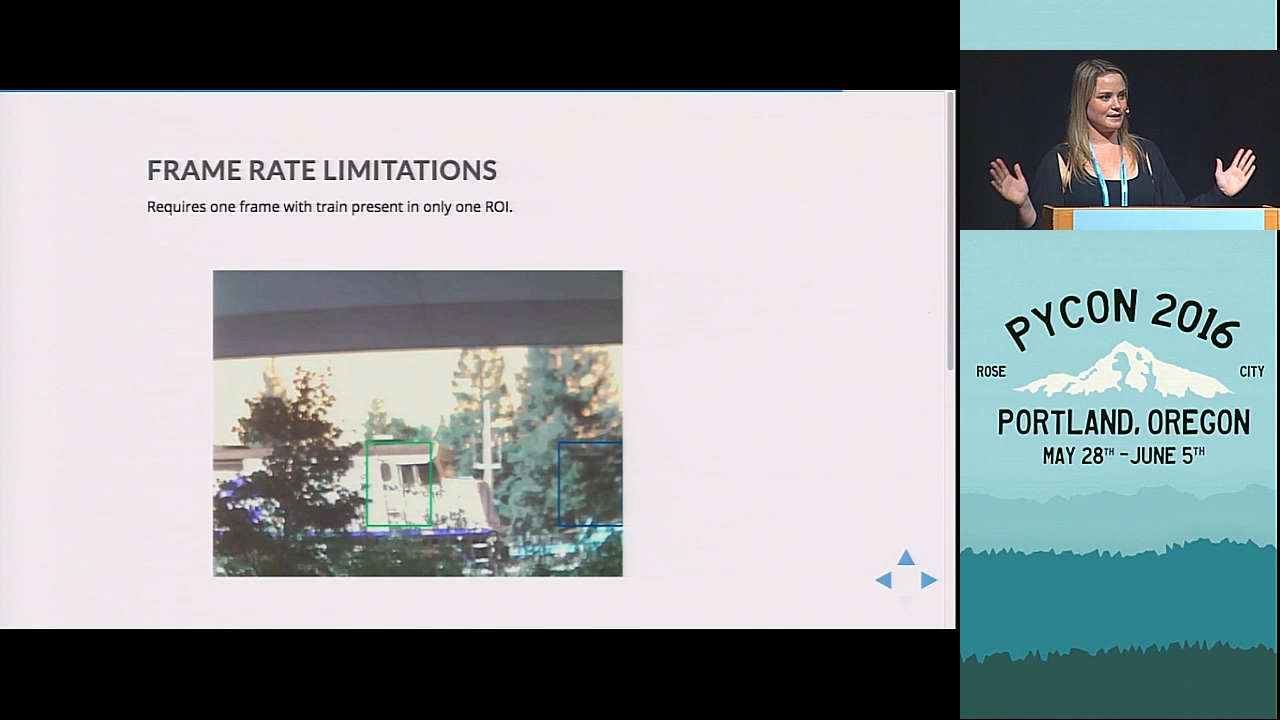 FRAME RATE LIMITATIONS
Requires one frame with train present in only one ROI.
PYCON 2016
ROSE CITY
PORTLAND, OREGON
MAY 28TH - JUNE 5TH